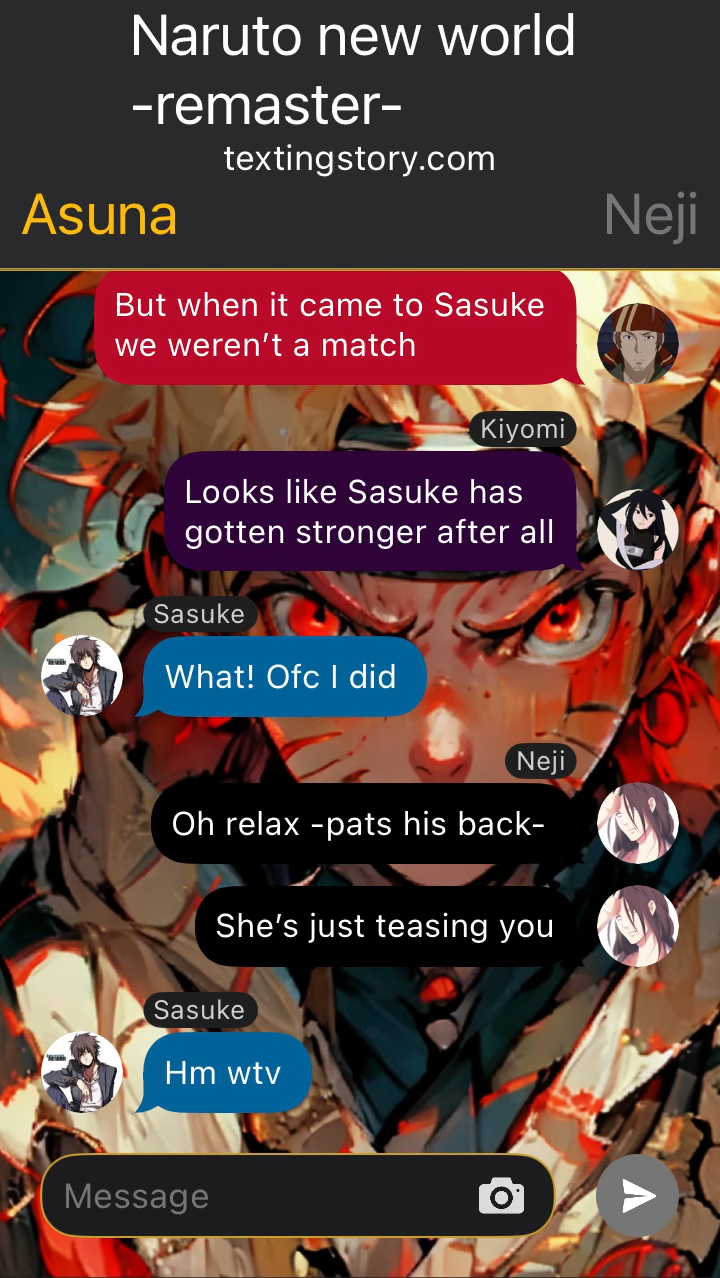 Naruto new world
-remaster-
textingstory.com
Asuna
Neji
But when it came to Sasuke
we weren’t a match
Kiyomi
Looks like Sasuke has
gotten stronger after all
Sasuke
What! Ofc I did
Neji
Oh relax -pats his back-
She’s just teasing you
Sasuke
Hm wtv
Message